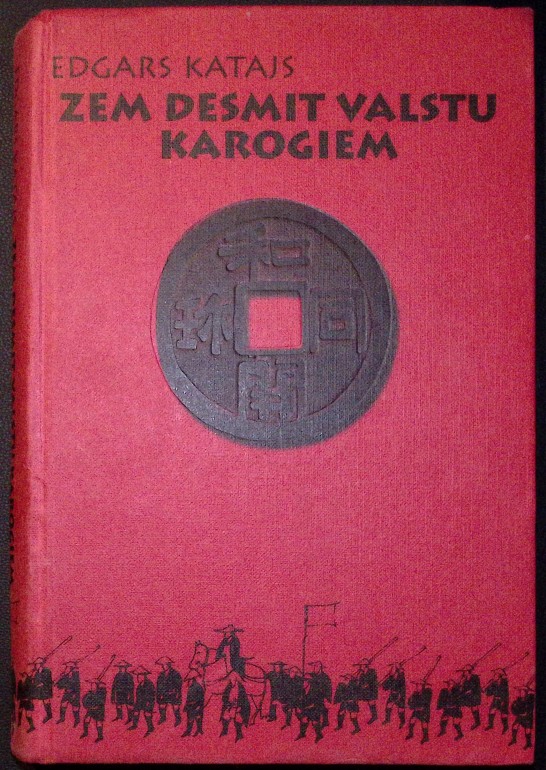 EDGARS KATAJS
ZEM DESMIT VALSTU
KAROGIEM
和同開珎